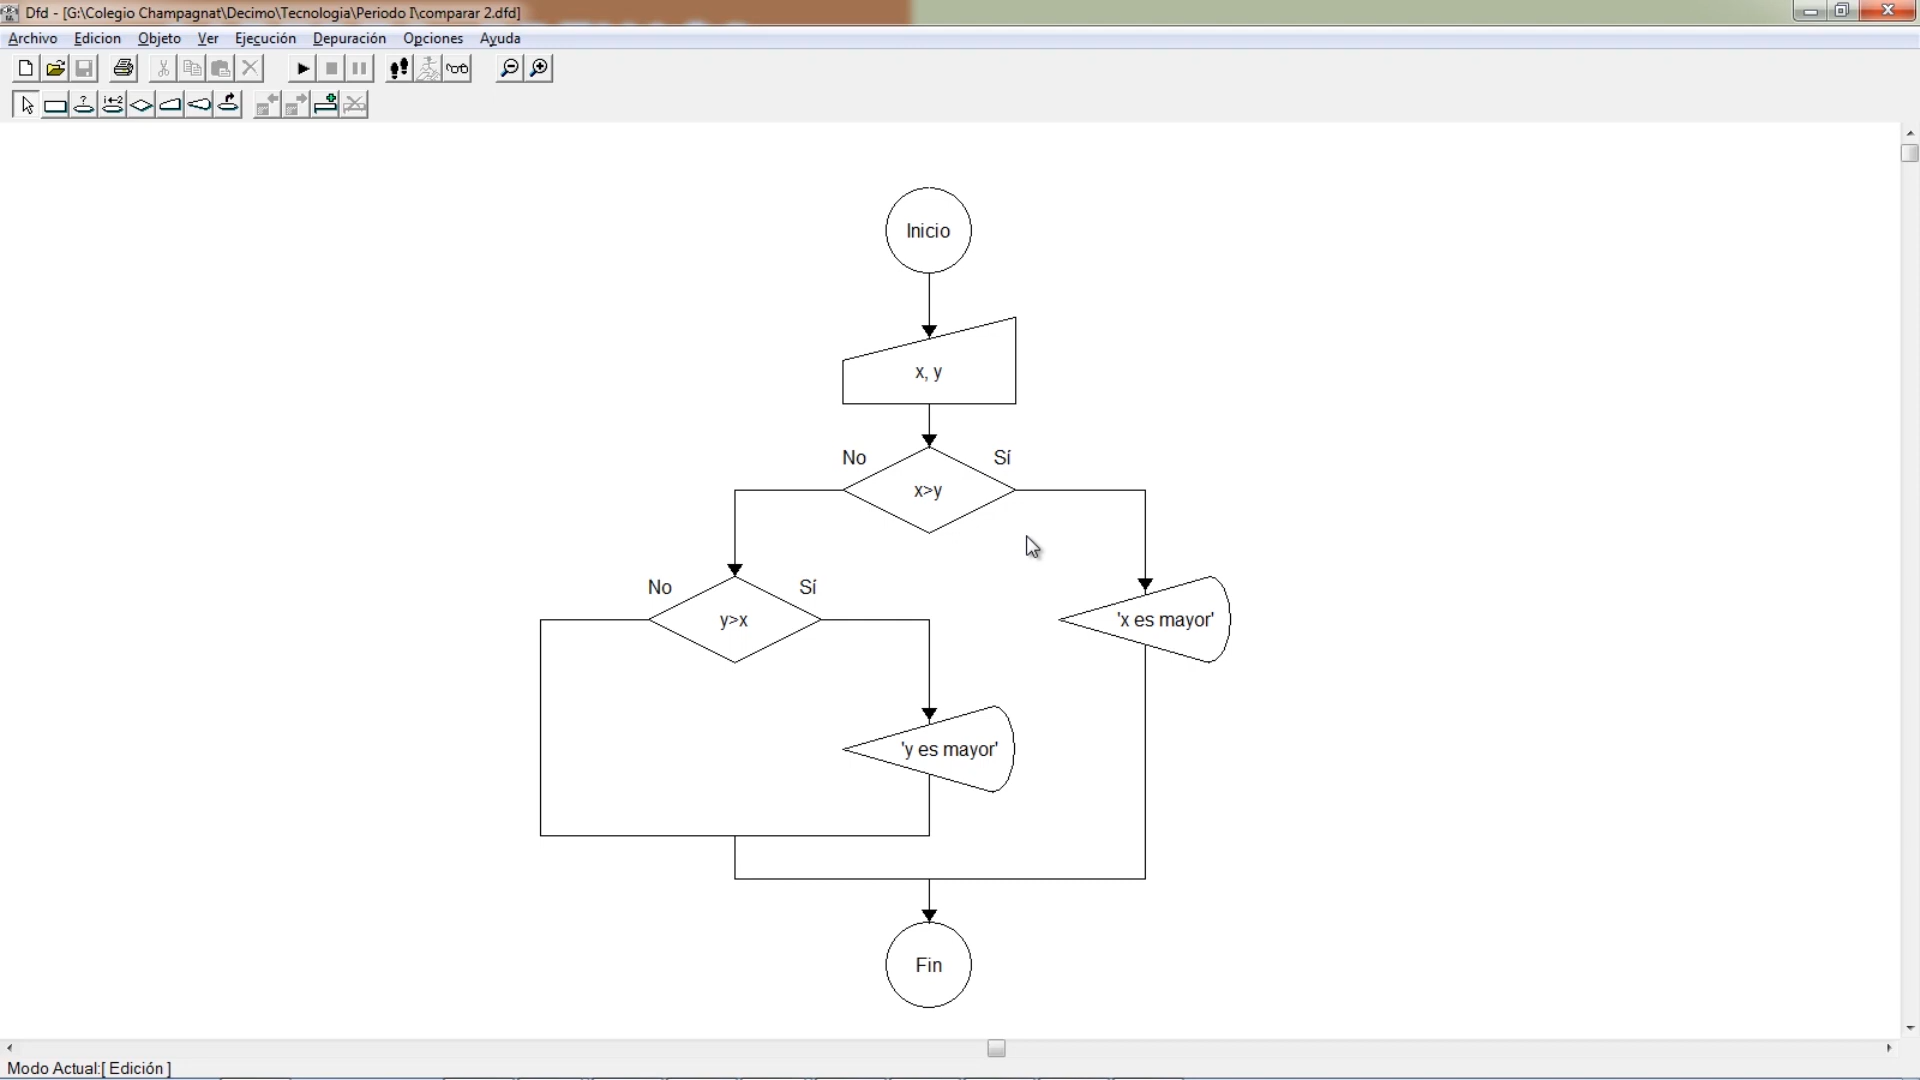 Dfd - [G:\Colegio Champagnat\Decimo\Tecnologia\Periodo I\comparar 2.dfd]
Archivo Edicion Objeto Ver Ejecución Depuración Opciones Ayuda
Inicio
x, y
No Sí
x>y
No Sí
y>x
'x es mayor'
'y es mayor'
Fin
Modo Actual:[ Edición ]